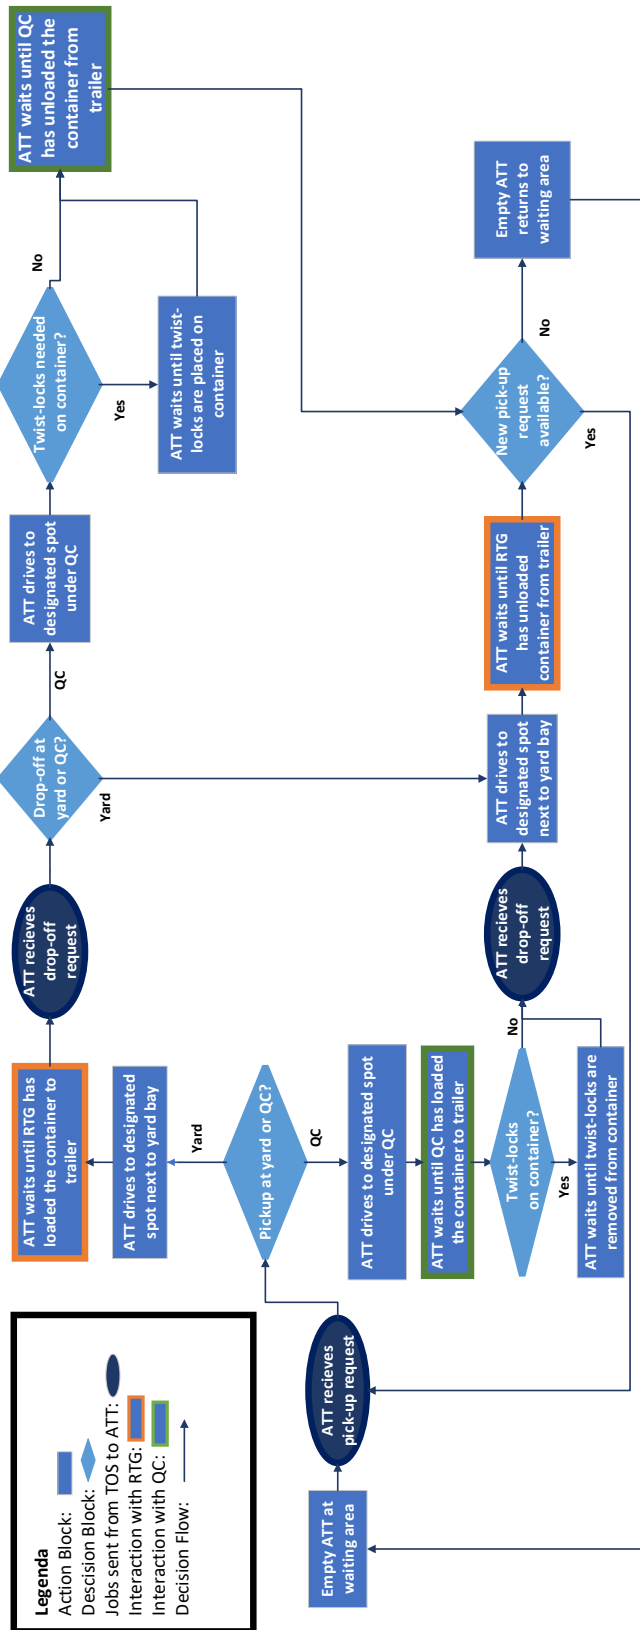 Legenda
Action Block:
Descision Block:
Jobs sent from TOS to ATT:
Interaction with RTG:
Interaction with QC:
Decision Flow:
Empty ATT at
waiting area
ATT recieves
pick-up request
Pickup at yard or QC?
Yard
QC
ATT drives to designated
spot next to yard bay
ATT waits until RTG has
loaded the container to
trailer
ATT recieves
drop-off
request
Drop-off at
yard or QC?
QC
Yard
ATT drives to
designated spot
under QC
Twist-locks needed
on container?
No
Yes
ATT waits until twist-
locks are placed on
container
ATT waits until QC
has unloaded the
container from
trailer
ATT drives to designated spot
under QC
ATT waits until QC has loaded
the container to trailer
Twist-locks
on container?
No
Yes
ATT waits until twist-locks are
removed from container
ATT recieves
drop-off
request
ATT drives to
designated spot
next to yard bay
ATT waits until RTG
has unloaded
container from trailer
New pick-up
request
available?
No
Yes
Empty ATT
returns to
waiting area